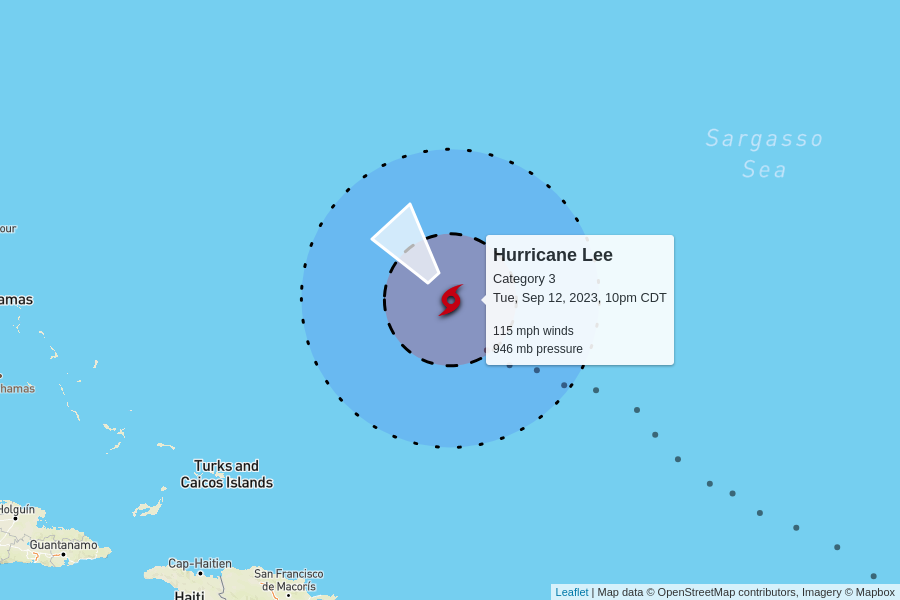 Sargasso
Sea
our
Hurricane Lee
Category 3
Tue, Sep 12, 2023, 10pm CDT
amas
115 mph winds
946 mb pressure
hamas
Turks and
Caicos Islands
Holguín
Guantanamo
Cap-Haitien
San Francisco
de Macorís
Haiti
Leaflet | Map data © OpenStreetMap contributors, Imagery © Mapbox